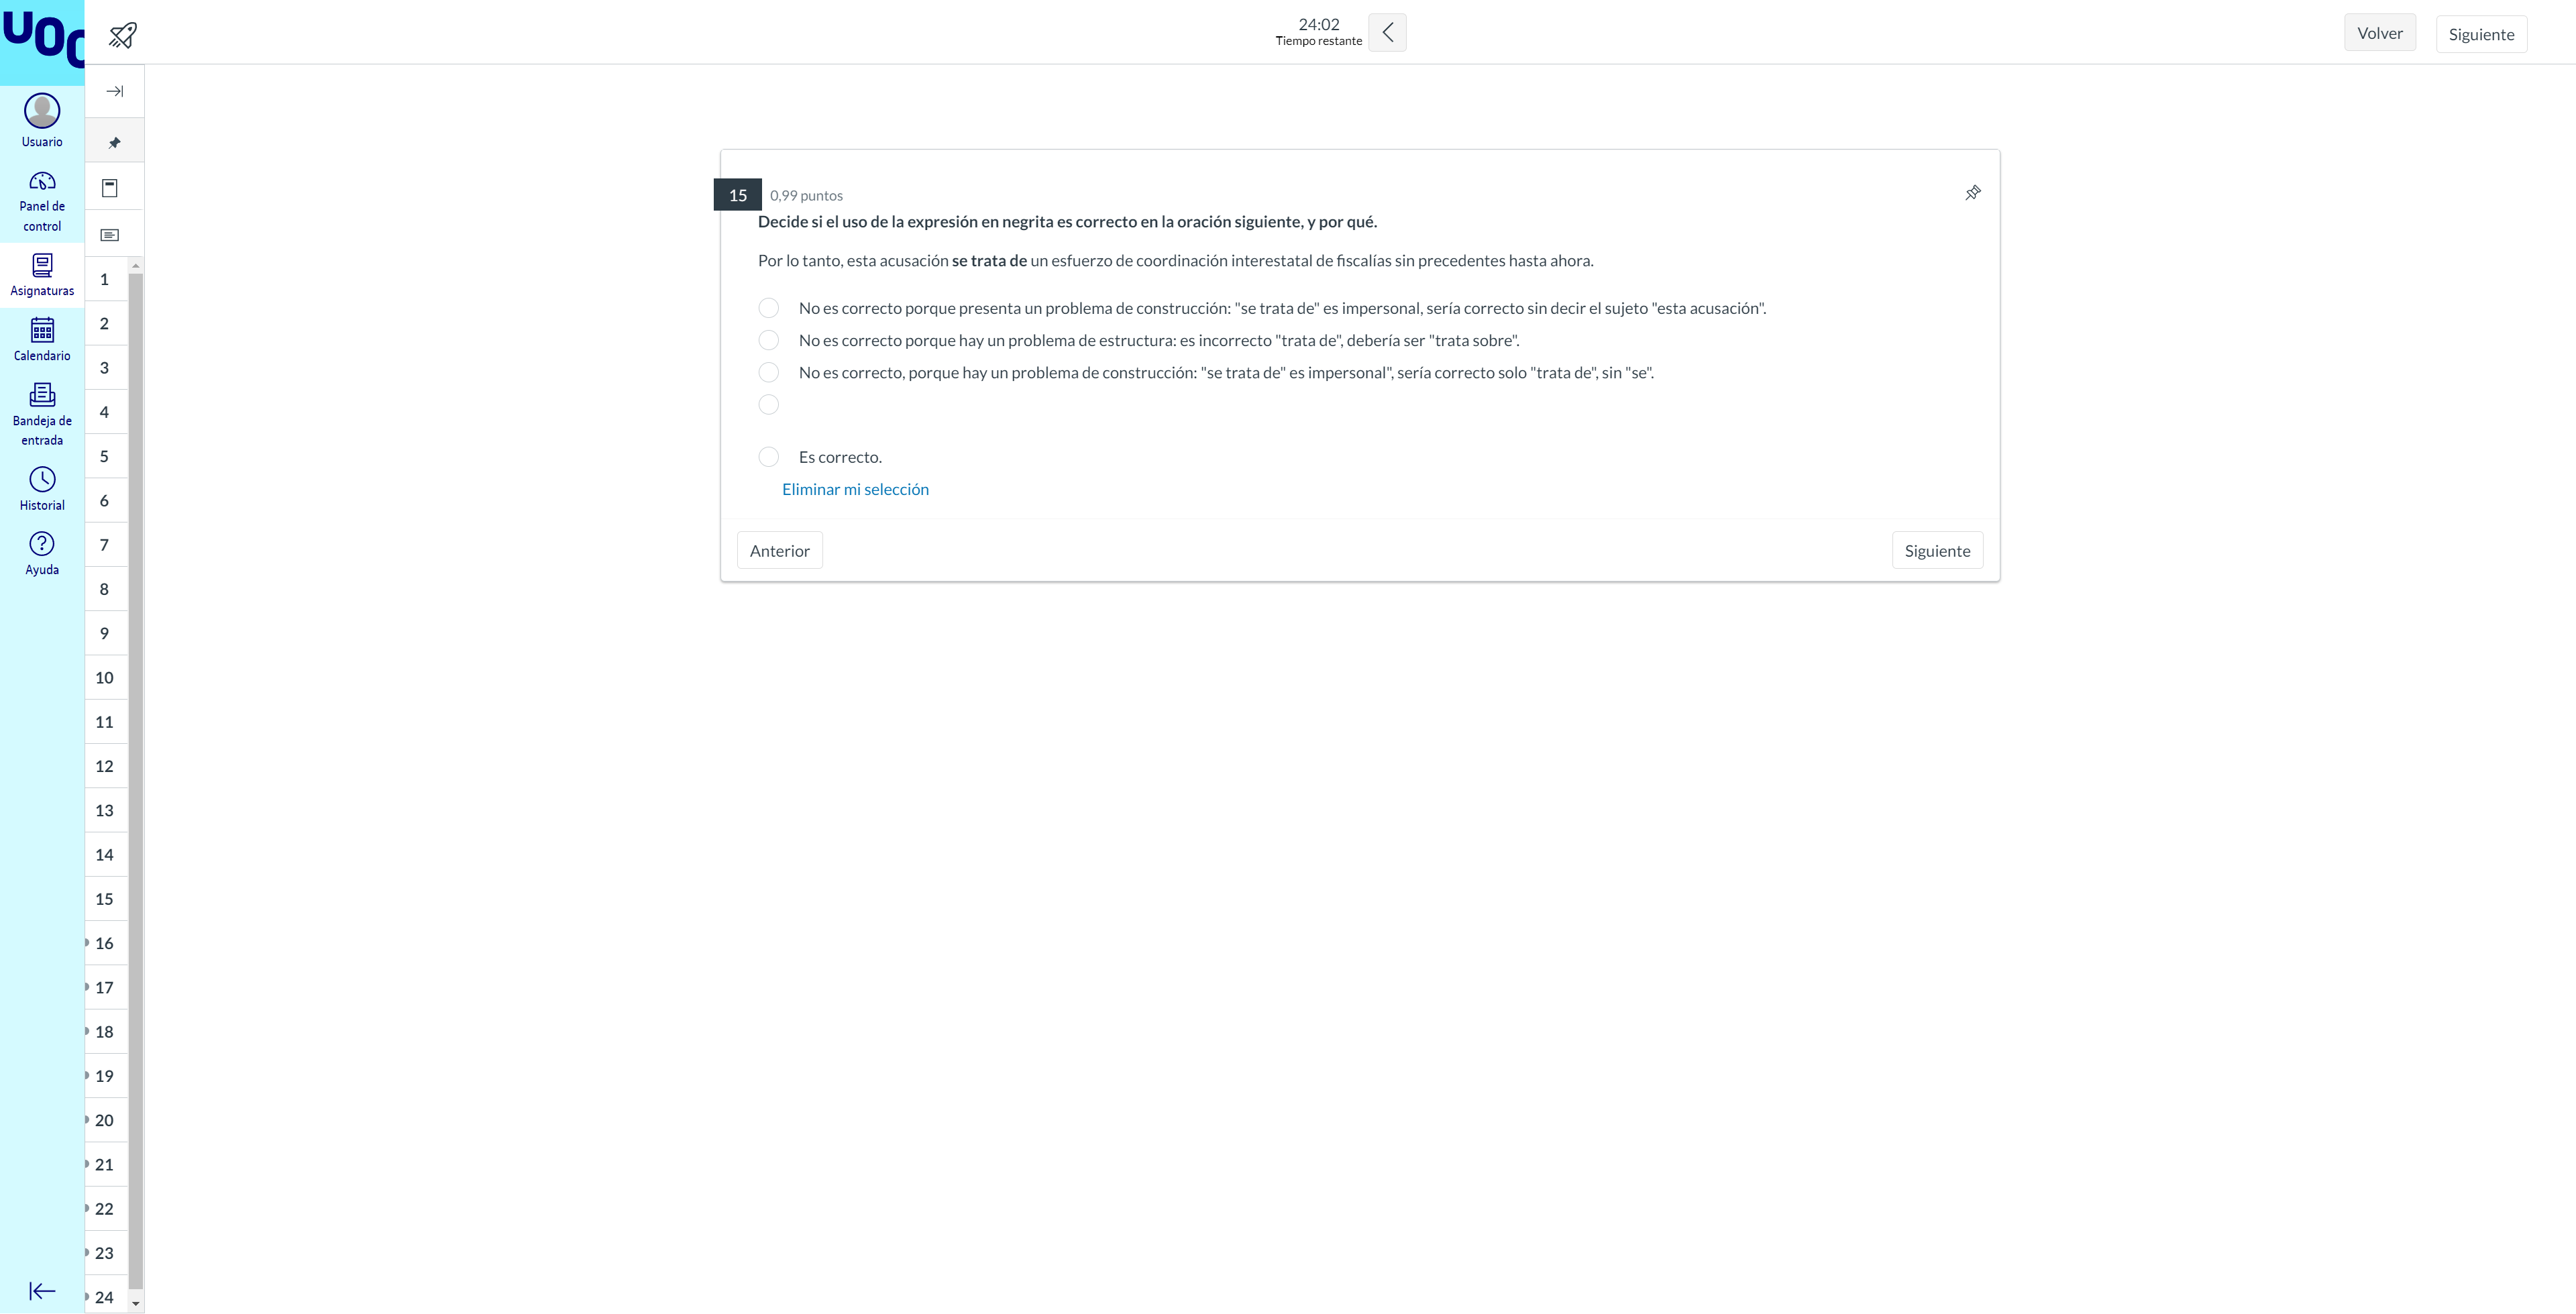 UOC
24:02
Tiempo restante
Volver
Siguiente
Usuario
Panel de
control
Asignaturas
Calendario
Bandeja de
entrada
Historial
Ayuda
1
2
3
4
5
6
7
8
9
10
11
12
13
14
15
16
17
18
19
20
21
22
23
24
15
0,99 puntos
Decide si el uso de la expresión en negrita es correcto en la oración siguiente, y por qué.
Por lo tanto, esta acusación se trata de un esfuerzo de coordinación interestatal de fiscalías sin precedentes hasta ahora.
No es correcto porque presenta un problema de construcción: "se trata de" es impersonal, sería correcto sin decir el sujeto "esta acusación".
No es correcto porque hay un problema de estructura: es incorrecto "trata de", debería ser "trata sobre".
No es correcto, porque hay un problema de construcción: "se trata de" es impersonal", sería correcto solo "trata de", sin "se".
Es correcto.
Eliminar mi selección
Anterior
Siguiente